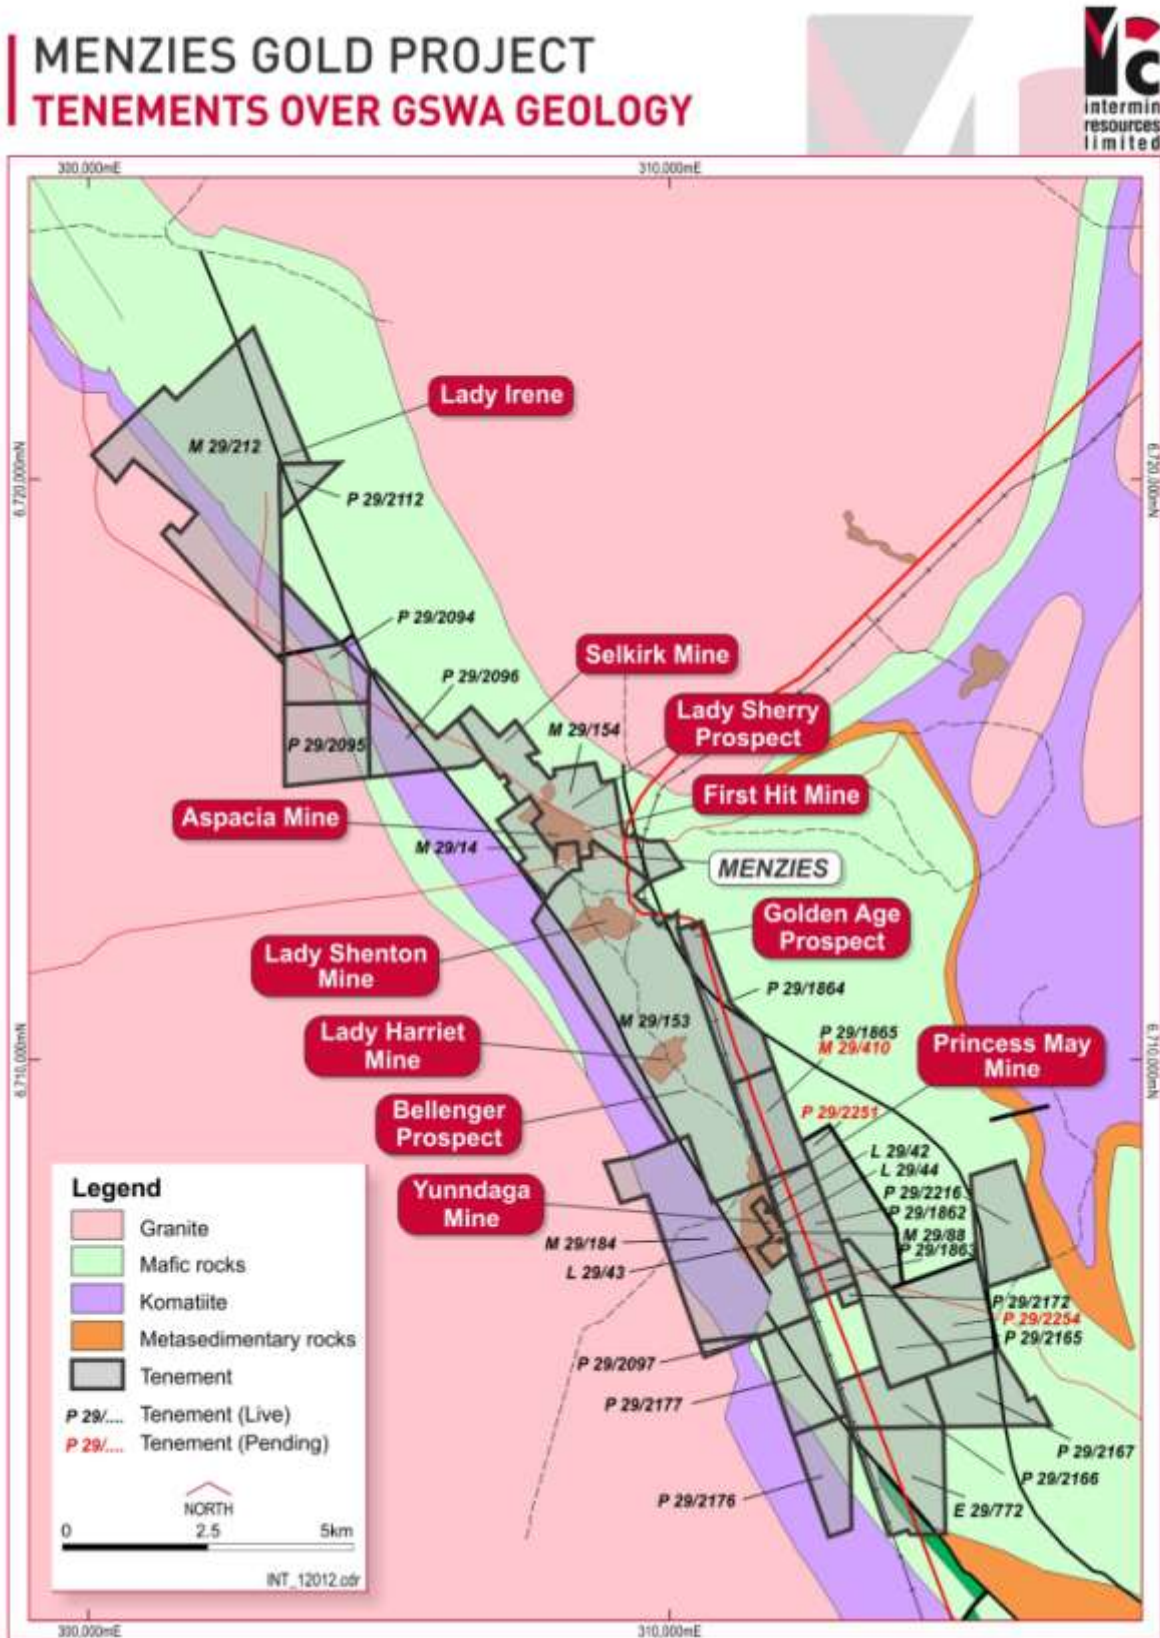 MENZIES GOLD PROJECT
TENEMENTS OVER GSWA GEOLOGY
intermin
resources
limited
300,000mE
310,000mE
Lady Irene
M 29/212
P 29/2112
6,720,000mN
6,720,000mN
P 29/2094
Selkirk Mine
P 29/2096
Lady Sherry
Prospect
M 29/154
P 29/2095
First Hit Mine
Aspacia Mine
M 29/14
MENZIES
Golden Age
Prospect
Lady Shenton
Mine
P 29/1864
M 29/153
Lady Harriet
Mine
P 29/1865
M 29/410
Princess May
Mine
6,710,000mN
6,710,000mN
Bellenger
Prospect
P 29/2251
L 29/42
L 29/44
P 29/2216
Yunndaga
Mine
P 29/1862
M 29/88
P 29/1863
M 29/184
L 29/43
P 29/2172
P 29/2254
P 29/2165
P 29/2097
P 29/2177
P 29/2167
P 29/2166
P 29/2176
E 29/772
Legend
Granite
Mafic rocks
Komatiite
Metasedimentary rocks
Tenement
P 29/.... Tenement (Live)
P 29/.... Tenement (Pending)
NORTH
0 2.5 5km
INT_12012.cdr
300,000mE
310,000mE